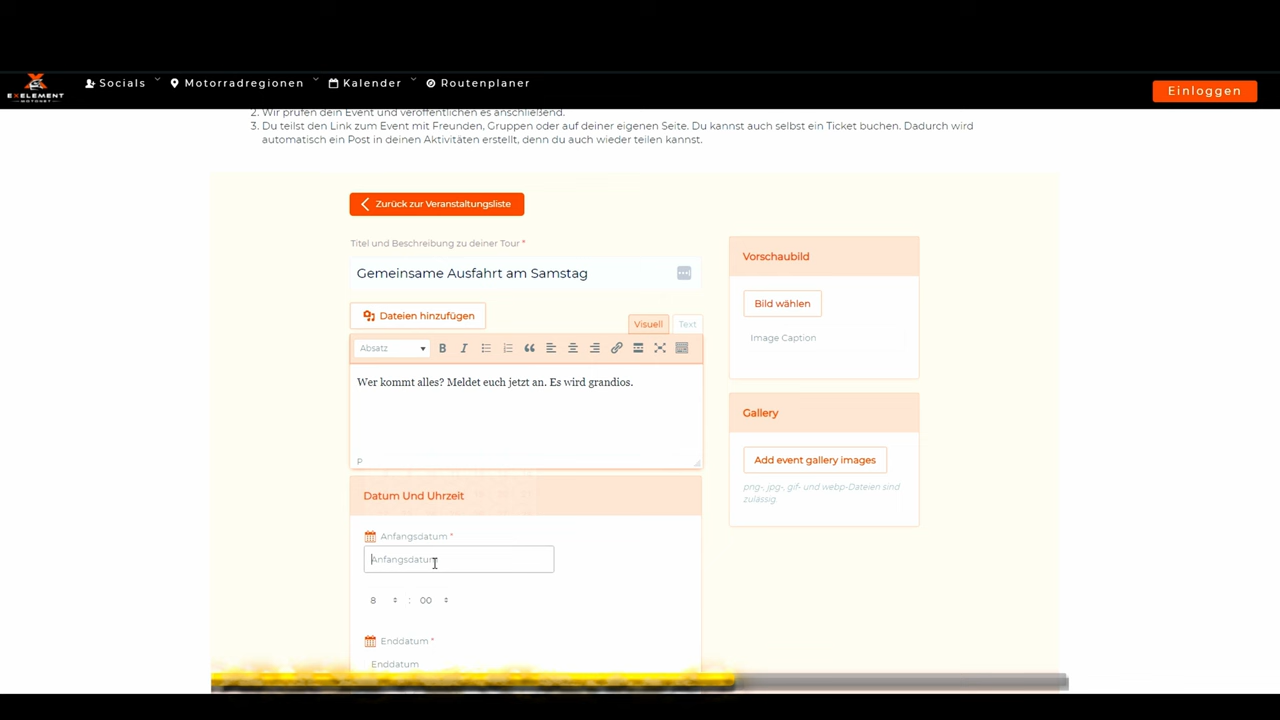 EXELEMENT
Socials
Motorradregionen
Kalender
Routenplaner
Einloggen
2. Wir prüfen dein Event und veröffentlichen es anschließend.
3. Du teilst den Link zum Event mit Freunden, Gruppen oder auf deiner eigenen Seite. Du kannst auch selbst ein Ticket buchen. Dadurch wird
automatisch ein Post in deinen Aktivitäten erstellt, denn du auch wieder teilen kannst.
Zurück zur Veranstaltungsliste
Titel und Beschreibung zu deiner Tour *
Gemeinsame Ausfahrt am Samstag
Dateien hinzufügen
Visuell
Text
Absatz
Wer kommt alles? Meldet euch jetzt an. Es wird grandios.
P
Datum Und Uhrzeit
Anfangsdatum *
Anfangsdatum
8 : 00
Enddatum *
Enddatum
Vorschaubild
Bild wählen
Image Caption
Gallery
Add event gallery images
png-, jpg-, gif- und webp-Dateien sind
zulässig